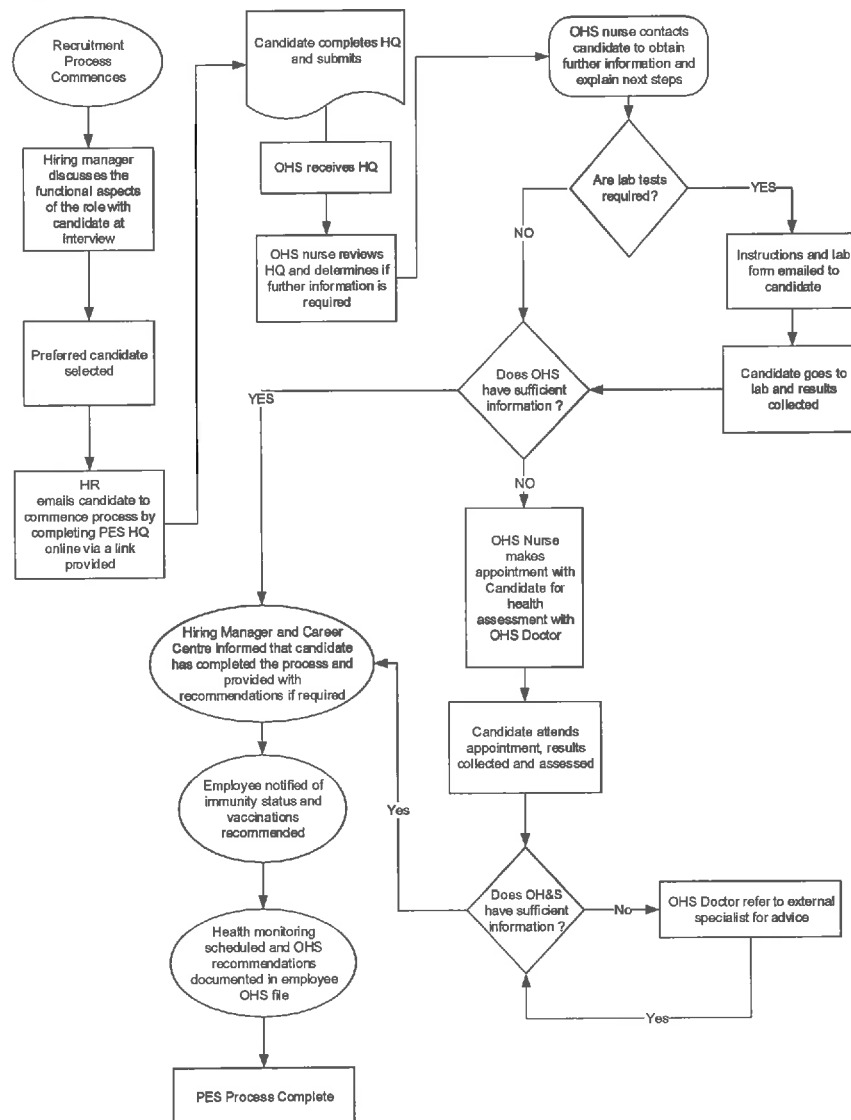 Recruitment
Process
Commences
Hiring manager
discusses the
functional aspects
of the role with
candidate at
Interview
Preferred candidate
selected
HR
emails candidate to
commence process by
completing PES HQ
online via a link
provided
Candidate completes HQ
and submits
OHS receives HQ
OHS nurse reviews
HQ and determines if
further information is
required
OHS nurse contacts
candidate to obtain
further information and
explain next steps
Are lab tests
required?
YES
NO
Instructions and lab
form emailed to
candidate
Candidate goes to
lab and results
collected
Does OHS
have sufficient
information ?
YES
NO
OHS Nurse
makes
appointment with
Candidate for
health
assessment with
OHS Doctor
Candidate attends
appointment, results
collected and assessed
Does OH&S
have sufficient
information ?
No
OHS Doctor refer to external
specialist for advice
Yes
Yes
Hiring Manager and Career
Centre Informed that candidate
has completed the process and
provided with
recommendations if required
Employee notified of
immunity status and
vaccinations
recommended
Health monitoring
scheduled and OHS
recommendations
documented in employee
OHS file
PES Process Complete